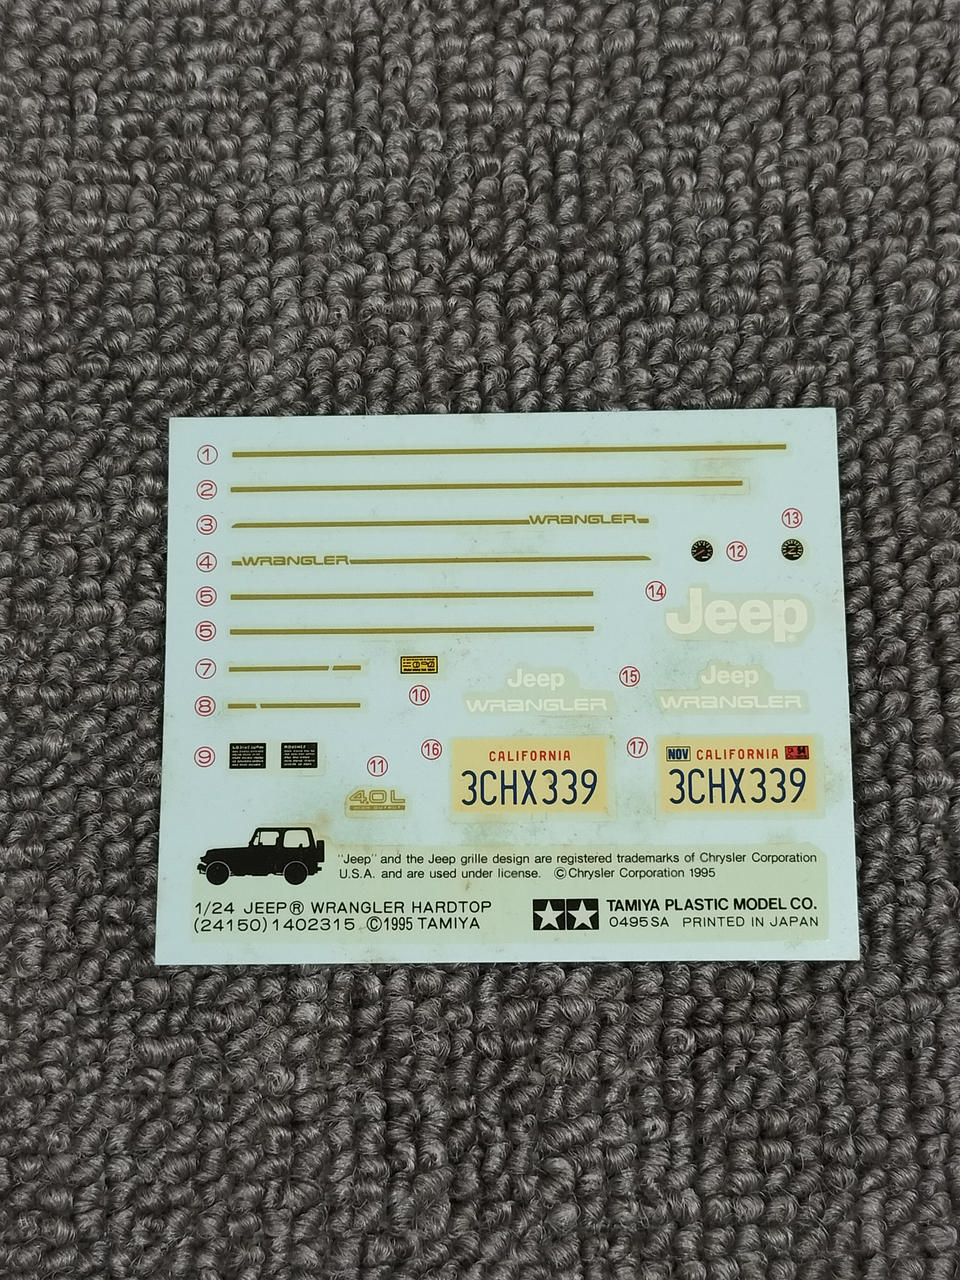 ①
②
③ WRANGLER
⑬
④ WRANGLER
⑫
⑤
⑭ Jeep
⑤
⑦
⑩
⑮
Jeep
WRANGLER
Jeep
WRANGLER
⑧
⑨
⑪
4.0L
HIGH OUTPUT
⑯
CALIFORNIA
3CHX339
⑰
NOV CALIFORNIA 94
3CHX339
"Jeep" and the Jeep grille design are registered trademarks of Chrysler Corporation
U.S.A. and are used under license. ©Chrysler Corporation 1995
1/24 JEEP® WRANGLER HARDTOP
(24150) 1402315 ©1995 TAMIYA
TAMIYA PLASTIC MODEL CO.
0495SA PRINTED IN JAPAN